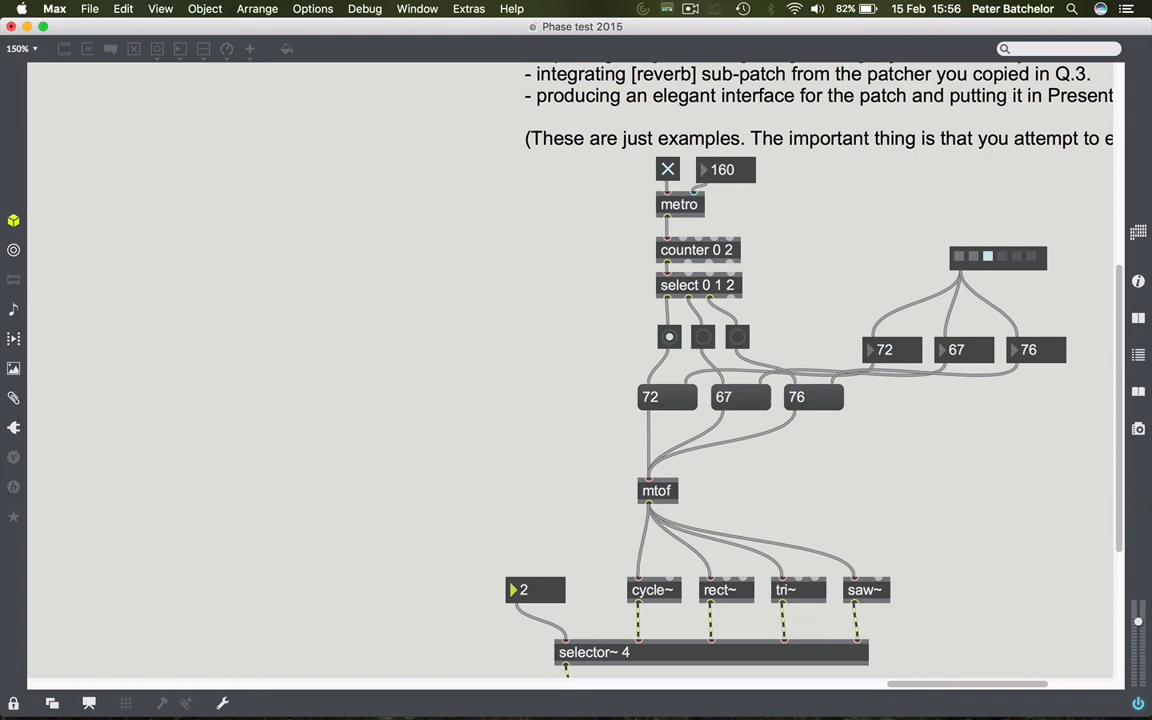 Max File Edit View Object Arrange Options Debug Window Extras Help 82% 15 Feb 15:56 Peter Batchelor
Phase test 2015
150%
- integrating [reverb] sub-patch from the patcher you copied in Q.3.
- producing an elegant interface for the patch and putting it in Present
(These are just examples. The important thing is that you attempt to e
160
metro
counter 0 2
select 0 1 2
72 67 76
72 67 76
mtof
2 cycle~ rect~ tri~ saw~
selector~ 4